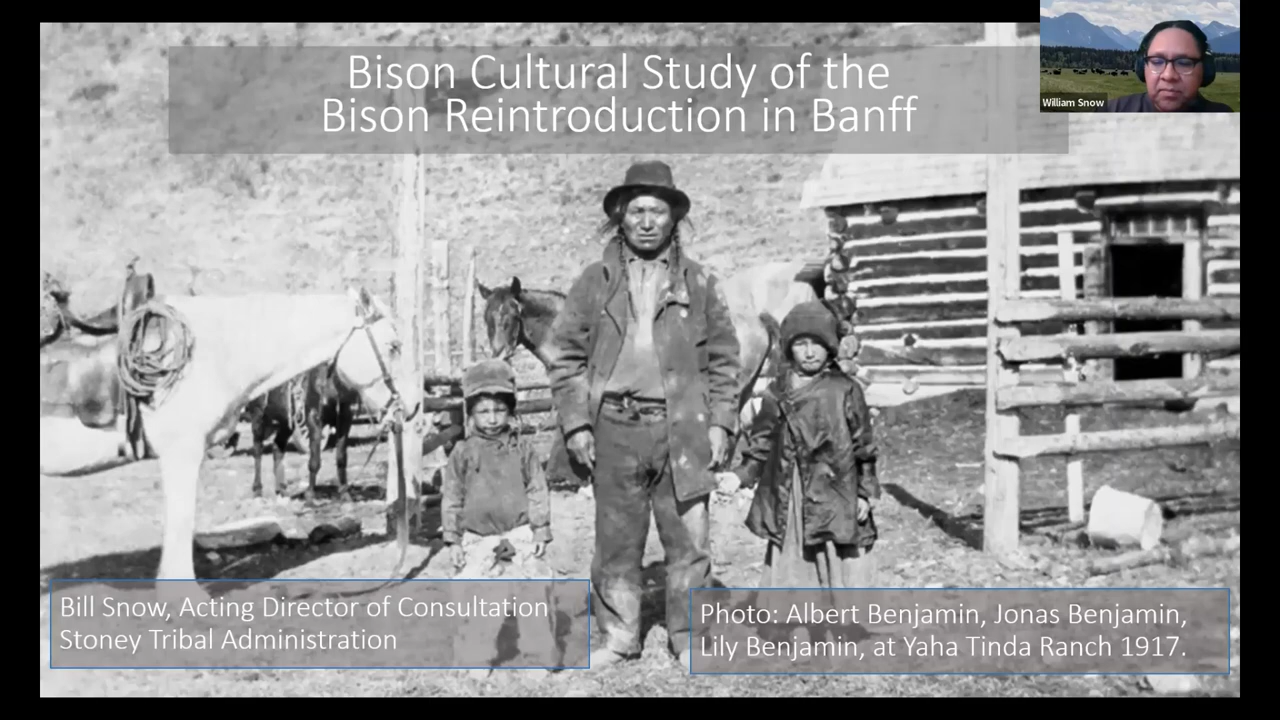 Bison Cultural Study of the
Bison Reintroduction in Banff
William Snow
Bill Snow, Acting Director of Consultation
Stoney Tribal Administration
Photo: Albert Benjamin, Jonas Benjamin,
Lily Benjamin, at Yaha Tinda Ranch 1917.